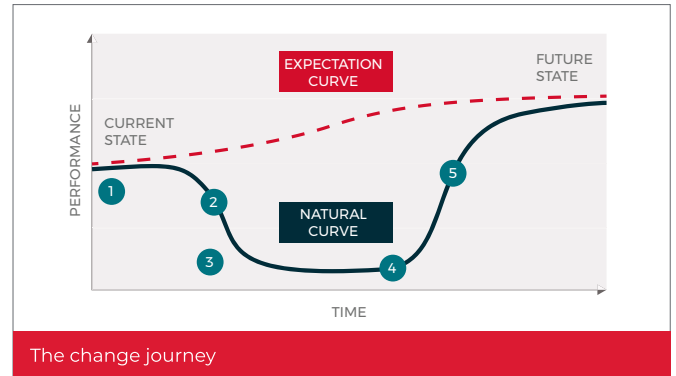 EXPECTATION
CURVE
FUTURE
STATE
CURRENT
STATE
PERFORMANCE
1
2
NATURAL
CURVE
3
4
5
TIME
The change journey